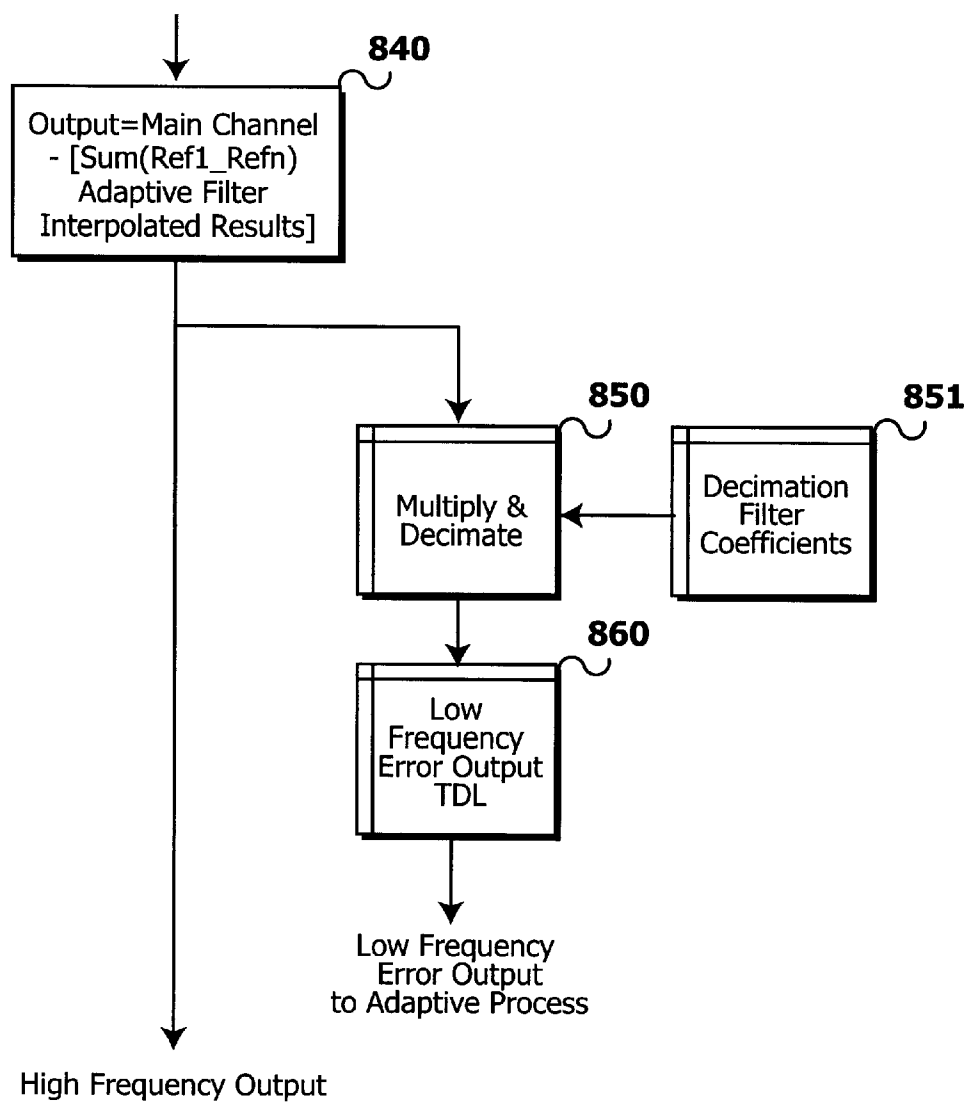 840
Output=Main Channel
- [Sum(Ref1_Refn)
Adaptive Filter
Interpolated Results]
850
851
Multiply &
Decimate
Decimation
Filter
Coefficients
860
Low
Frequency
Error Output
TDL
Low Frequency
Error Output
to Adaptive Process
High Frequency Output